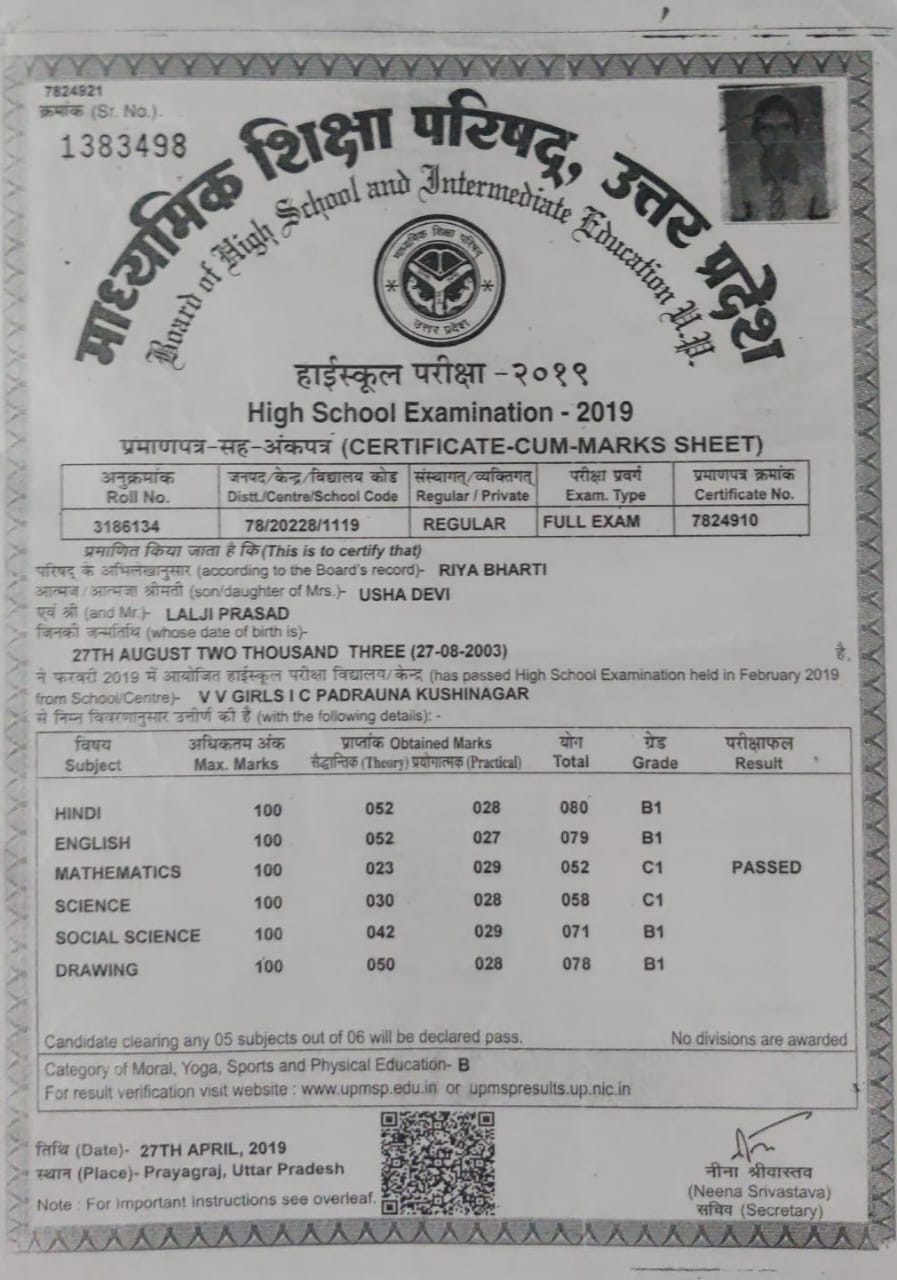 7824921
क्रमांक (Sr. No.).
1383498
माध्यमिक शिक्षा परिषद्, उत्तर प्रदेश
Board of High School and Intermediate Education U.P.
माध्यमिक शिक्षा परिषद
उत्तर प्रदेश
हाईस्कूल परीक्षा -२०१९
High School Examination - 2019
प्रमाणपत्र-सह-अंकपत्र (CERTIFICATE-CUM-MARKS SHEET)
अनुक्रमांक जनपद/केन्द्र/विद्यालय कोड संस्थागत्/व्यक्तिगत् परीक्षा प्रवर्ग प्रमाणपत्र क्रमांक
Roll No. Distt./Centre/School Code Regular / Private Exam. Type Certificate No.
3186134 78/20228/1119 REGULAR FULL EXAM 7824910
प्रमाणित किया जाता है कि (This is to certify that)
परिषद् के अभिलेखानुसार (according to the Board's record)- RIYA BHARTI
आत्मज/आत्मजा श्रीमती (son/daughter of Mrs.)- USHA DEVI
एवं श्री (and Mr.)- LALJI PRASAD
जिनकी जन्मतिथि (whose date of birth is)-
27TH AUGUST TWO THOUSAND THREE (27-08-2003) है,
ने फरवरी 2019 में आयोजित हाईस्कूल परीक्षा विद्यालय/केन्द्र (has passed High School Examination held in February 2019
from School/Centre)- V V GIRLS I C PADRAUNA KUSHINAGAR
से निम्न विवरणानुसार उत्तीर्ण की है (with the following details): -
विषय अधिकतम अंक प्राप्तांक Obtained Marks योग ग्रेड परीक्षाफल
Subject Max. Marks सैद्धान्तिक (Theory) प्रयोगात्मक (Practical) Total Grade Result
HINDI 100 052 028 080 B1
ENGLISH 100 052 027 079 B1
MATHEMATICS 100 023 029 052 C1 PASSED
SCIENCE 100 030 028 058 C1
SOCIAL SCIENCE 100 042 029 071 B1
DRAWING 100 050 028 078 B1
Candidate clearing any 05 subjects out of 06 will be declared pass. No divisions are awarded
Category of Moral, Yoga, Sports and Physical Education- B
For result verification visit website : www.upmsp.edu.in or upmspresults.up.nic.in
तिथि (Date)- 27TH APRIL, 2019
स्थान (Place)- Prayagraj, Uttar Pradesh
Note : For Important instructions see overleaf.
नीना श्रीवास्तव
(Neena Srivastava)
सचिव (Secretary)